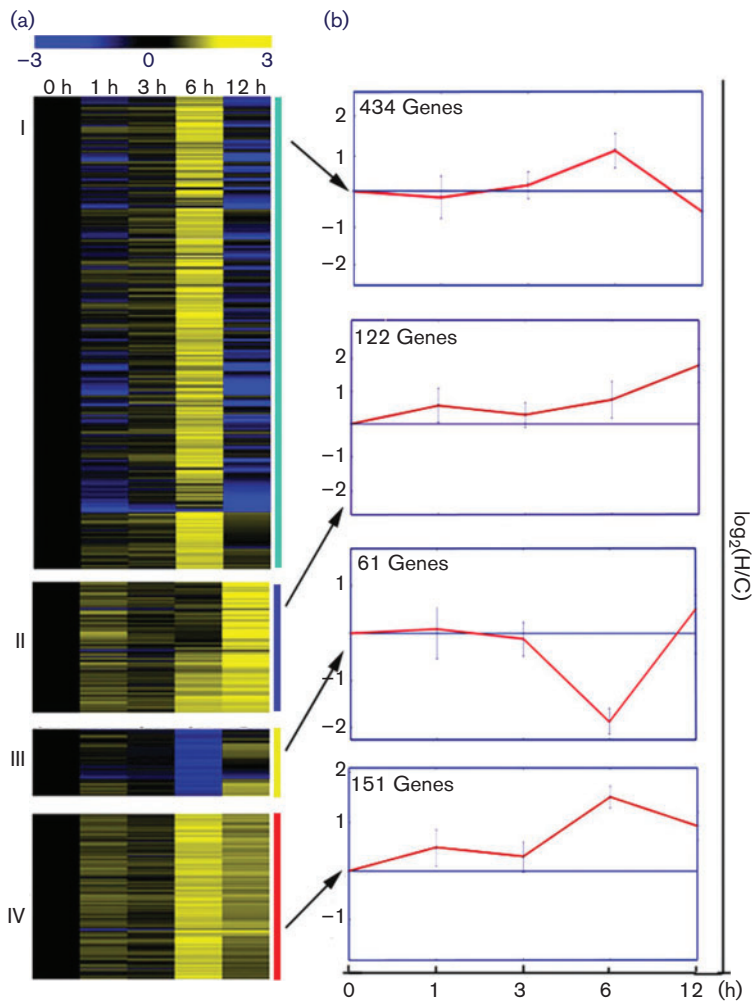 (a)
−3 0 3
0 h 1 h 3 h 6 h 12 h
I
II
III
IV
(b)
434 Genes
2
1
−1
−2
122 Genes
2
1
−1
−2
61 Genes
1
−1
−2
151 Genes
2
1
−1
0 1 3 6 12 (h)
log₂(H/C)